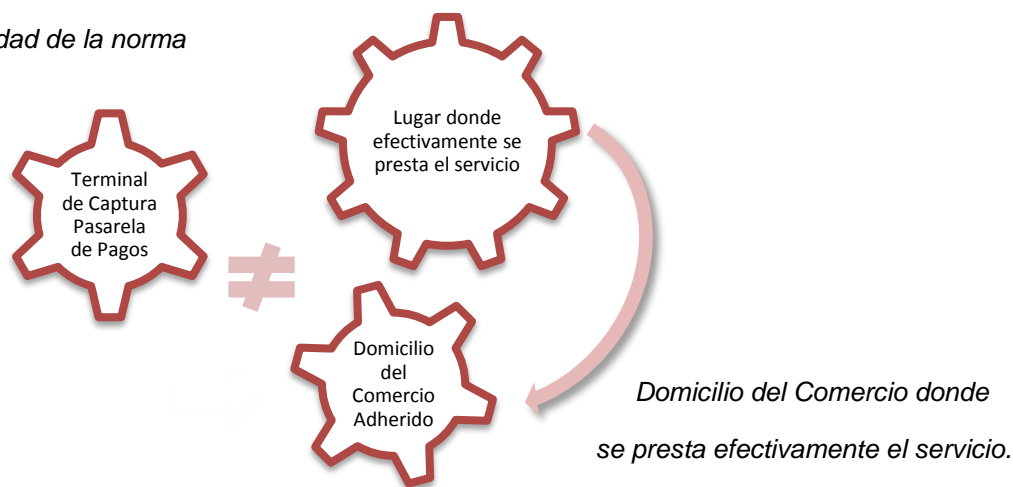 de la norma
Terminal
de Captura
Pasarela
de Pagos
≠
Lugar donde
efectivamente se
presta el servicio
Domicilio
del
Comercio
Adherido
Domicilio del Comercio donde
se presta efectivamente el servicio.